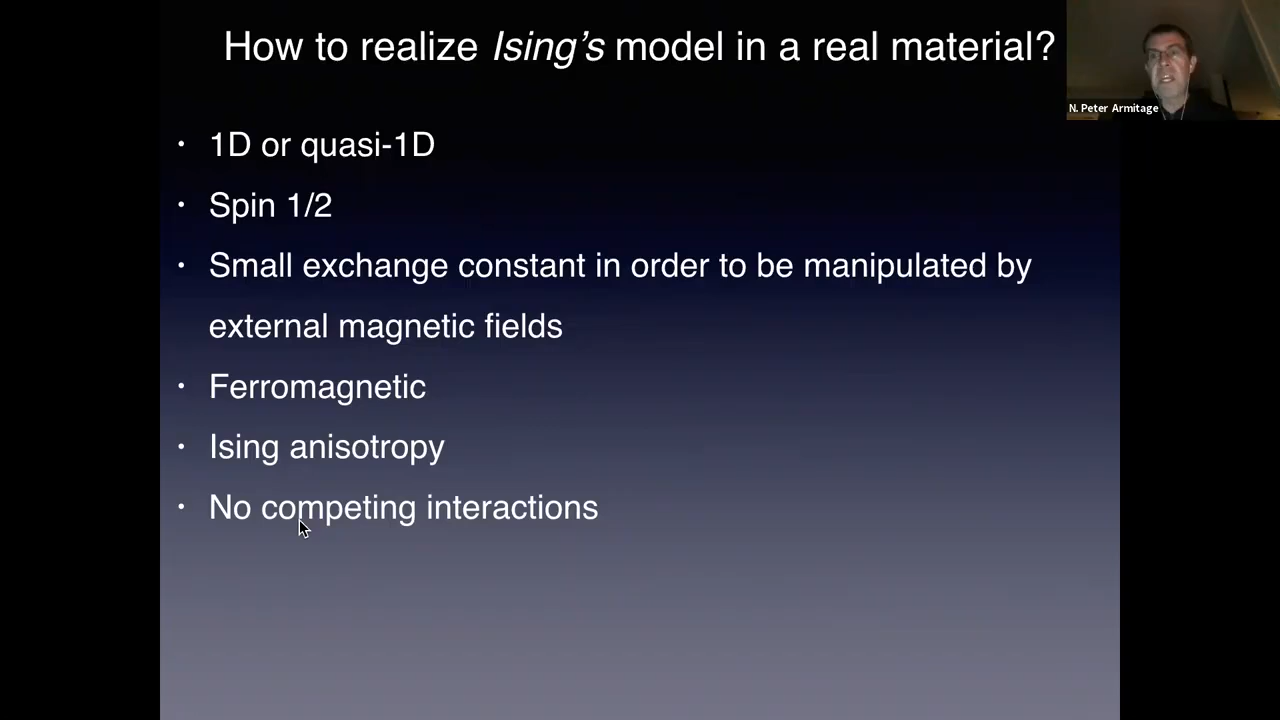 How to realize Ising's model in a real material?
N. Peter Armitage
• 1D or quasi-1D
• Spin 1/2
• Small exchange constant in order to be manipulated by
external magnetic fields
• Ferromagnetic
• Ising anisotropy
• No competing interactions